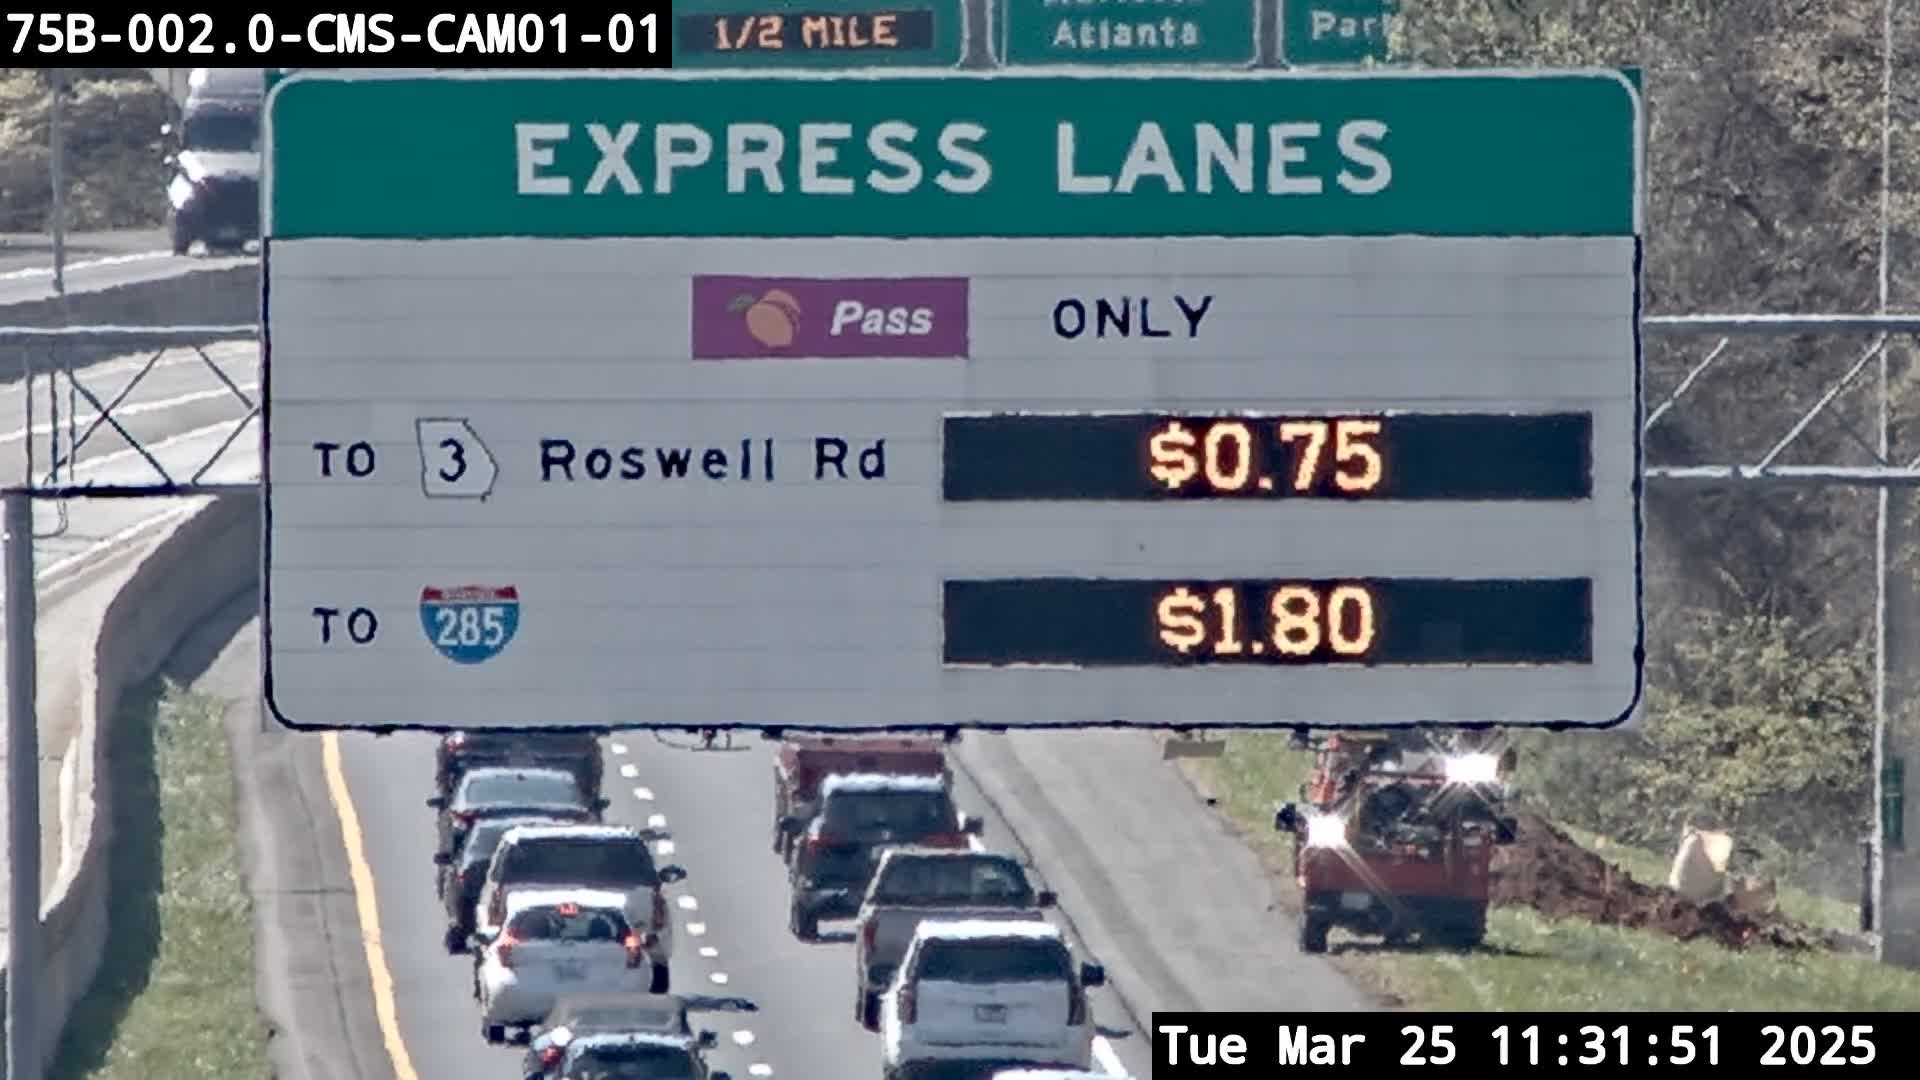 75B-002.0-CMS-CAM01-01
1/2 MILE
Atlanta
EXPRESS LANES
Pass ONLY
TO 3 Roswell Rd $0.75
TO 285 $1.80
Tue Mar 25 11:31:51 2025